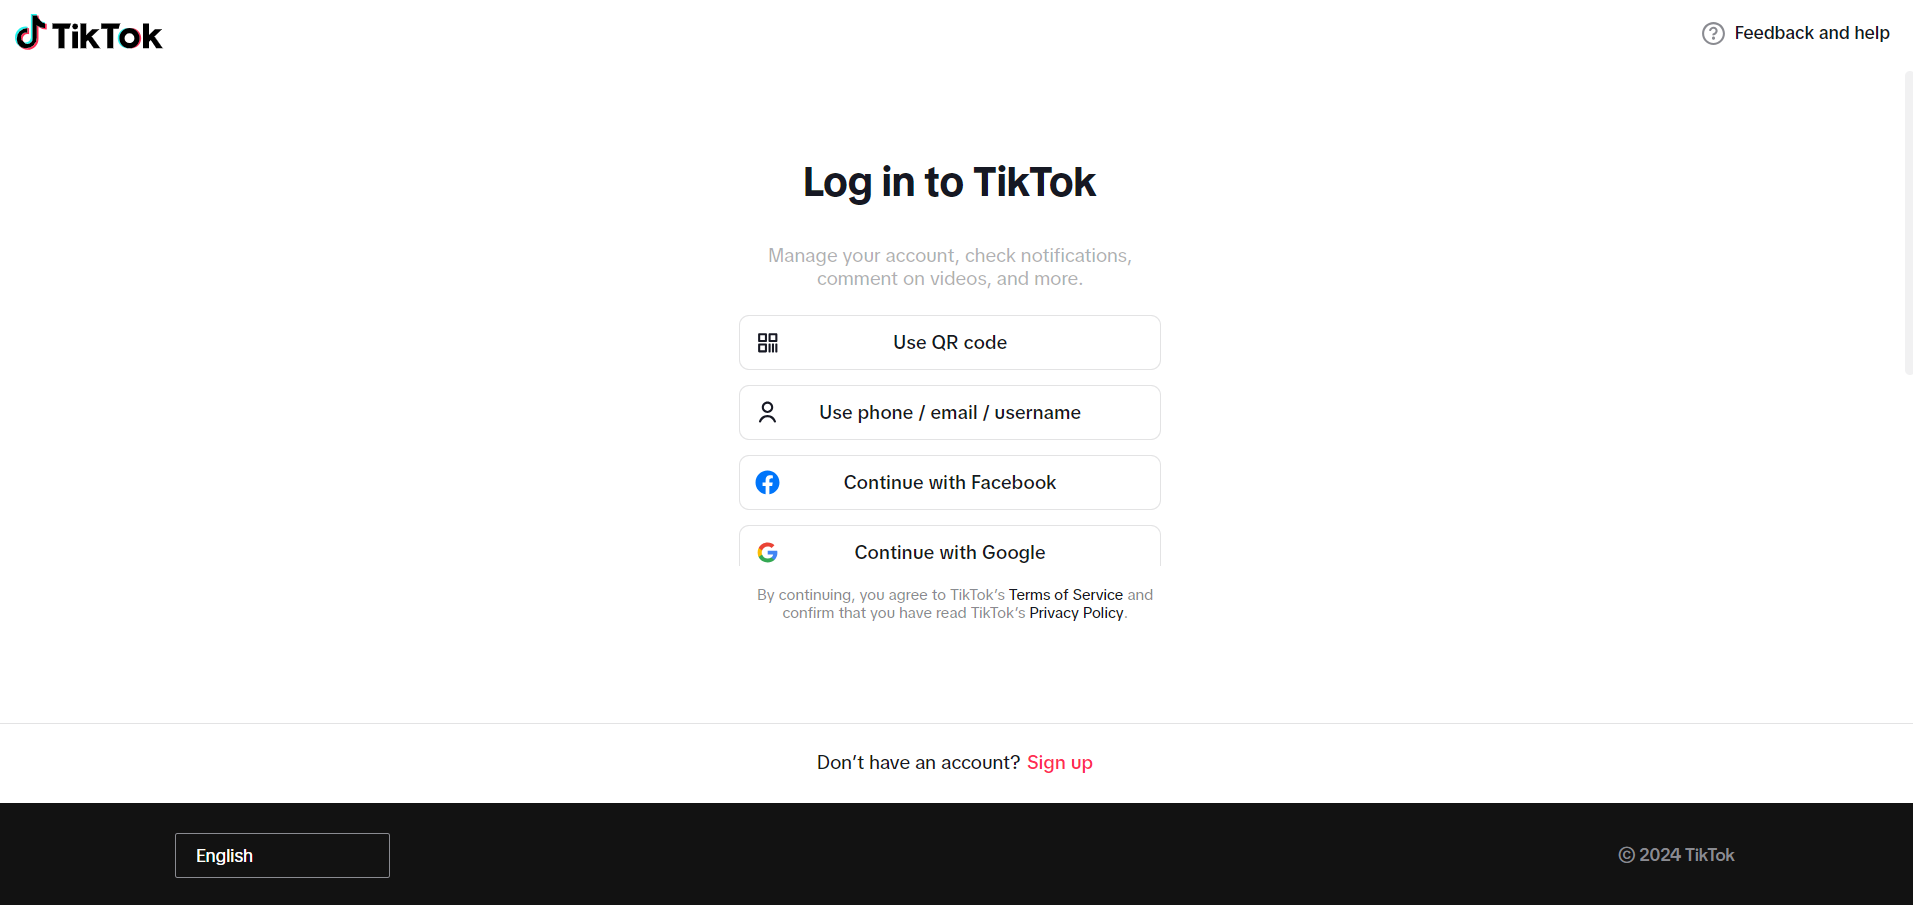 TikTok
Feedback and help
Log in to TikTok
Manage your account, check notifications,
comment on videos, and more.
Use QR code
Use phone / email / username
Continue with Facebook
Continue with Google
By continuing, you agree to TikTok’s Terms of Service and
confirm that you have read TikTok’s Privacy Policy.
Don’t have an account? Sign up
English
© 2024 TikTok